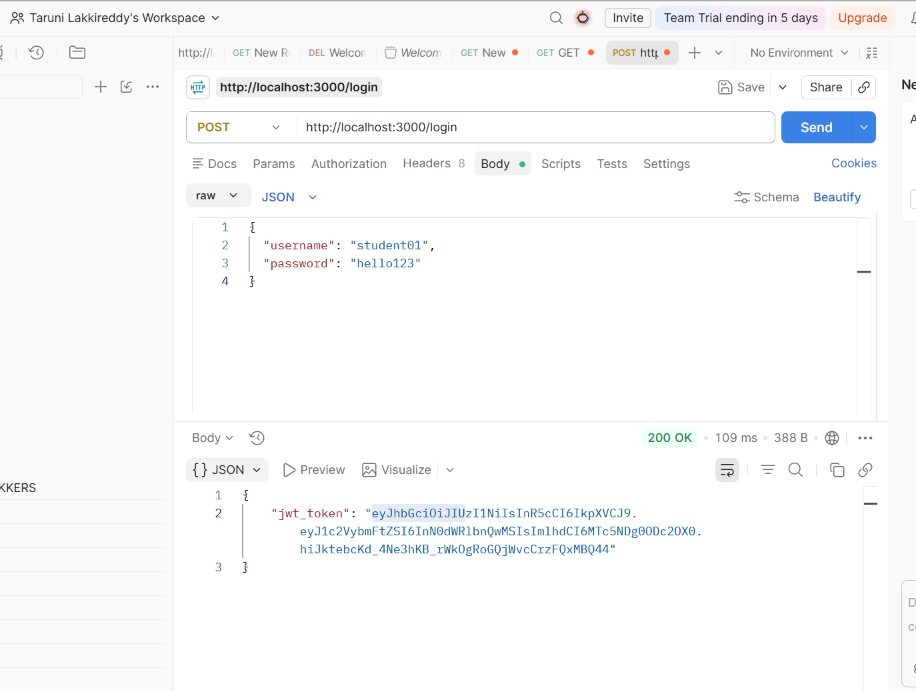 Taruni Lakkireddy's Workspace
Invite
Team Trial ending in 5 days
Upgrade
http://
GET New R
DEL Welcon
Welcom
GET New
GET GET
POST http
No Environment
HTTP
http://localhost:3000/login
Save
Share
Ne
POST
http://localhost:3000/login
Send
Docs
Params
Authorization
Headers 8
Body
Scripts
Tests
Settings
Cookies
raw
JSON
Schema
Beautify
1 {
2 "username": "student01",
3 "password": "hello123"
4 }
KKERS
Body
200 OK
109 ms
388 B
{} JSON
Preview
Visualize
1 {
2 "jwt_token": "eyJhbGciOiJIUzI1NiIsInR5cCI6IkpXVCJ9.
eyJ1c2VybmFtZSI6InN0dWRlbnQwMSIsImlhdCI6MTc5NDg0ODc2OX0.
hiJktebcKd_4Ne3hKB_rWkOgRoGQjWvcCrzFQxMBQ44"
3 }